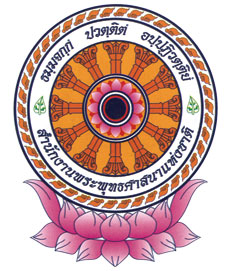 ธมฺมจกฺกํ ปวตฺติตํ อปฺปฏิวตฺติยํ
สำนักงานพระพุทธศาสนาแห่งชาติ